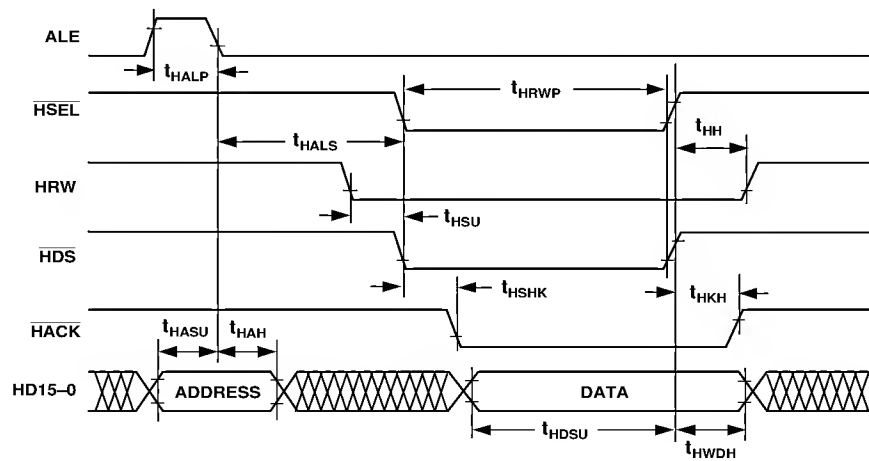 ALE
tHALP
HSEL
tHRWP
tHALS
tHH
HRW
tHSU
HDS
tHSHK
tHKH
HACK
tHASU
tHAH
HD15–0
ADDRESS
DATA
tHDSU
tHWDH